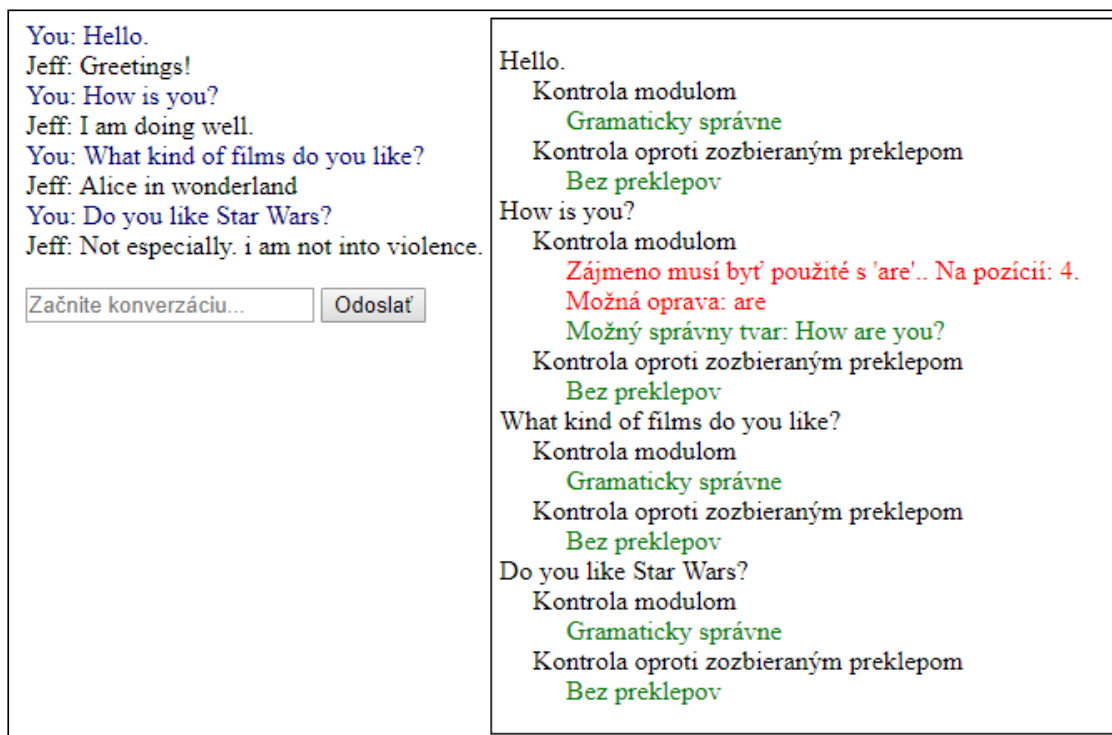 You: Hello.
Jeff: Greetings!
You: How is you?
Jeff: I am doing well.
You: What kind of films do you like?
Jeff: Alice in wonderland
You: Do you like Star Wars?
Jeff: Not especially. i am not into violence.
Začnite konverzáciu...
Odoslať
Hello.
Kontrola modulom
Gramaticky správne
Kontrola oproti zozbieraným preklepom
Bez preklepov
How is you?
Kontrola modulom
Zájmeno musí byť použité s 'are'.. Na pozícií: 4.
Možná oprava: are
Možný správny tvar: How are you?
Kontrola oproti zozbieraným preklepom
Bez preklepov
What kind of films do you like?
Kontrola modulom
Gramaticky správne
Kontrola oproti zozbieraným preklepom
Bez preklepov
Do you like Star Wars?
Kontrola modulom
Gramaticky správne
Kontrola oproti zozbieraným preklepom
Bez preklepov